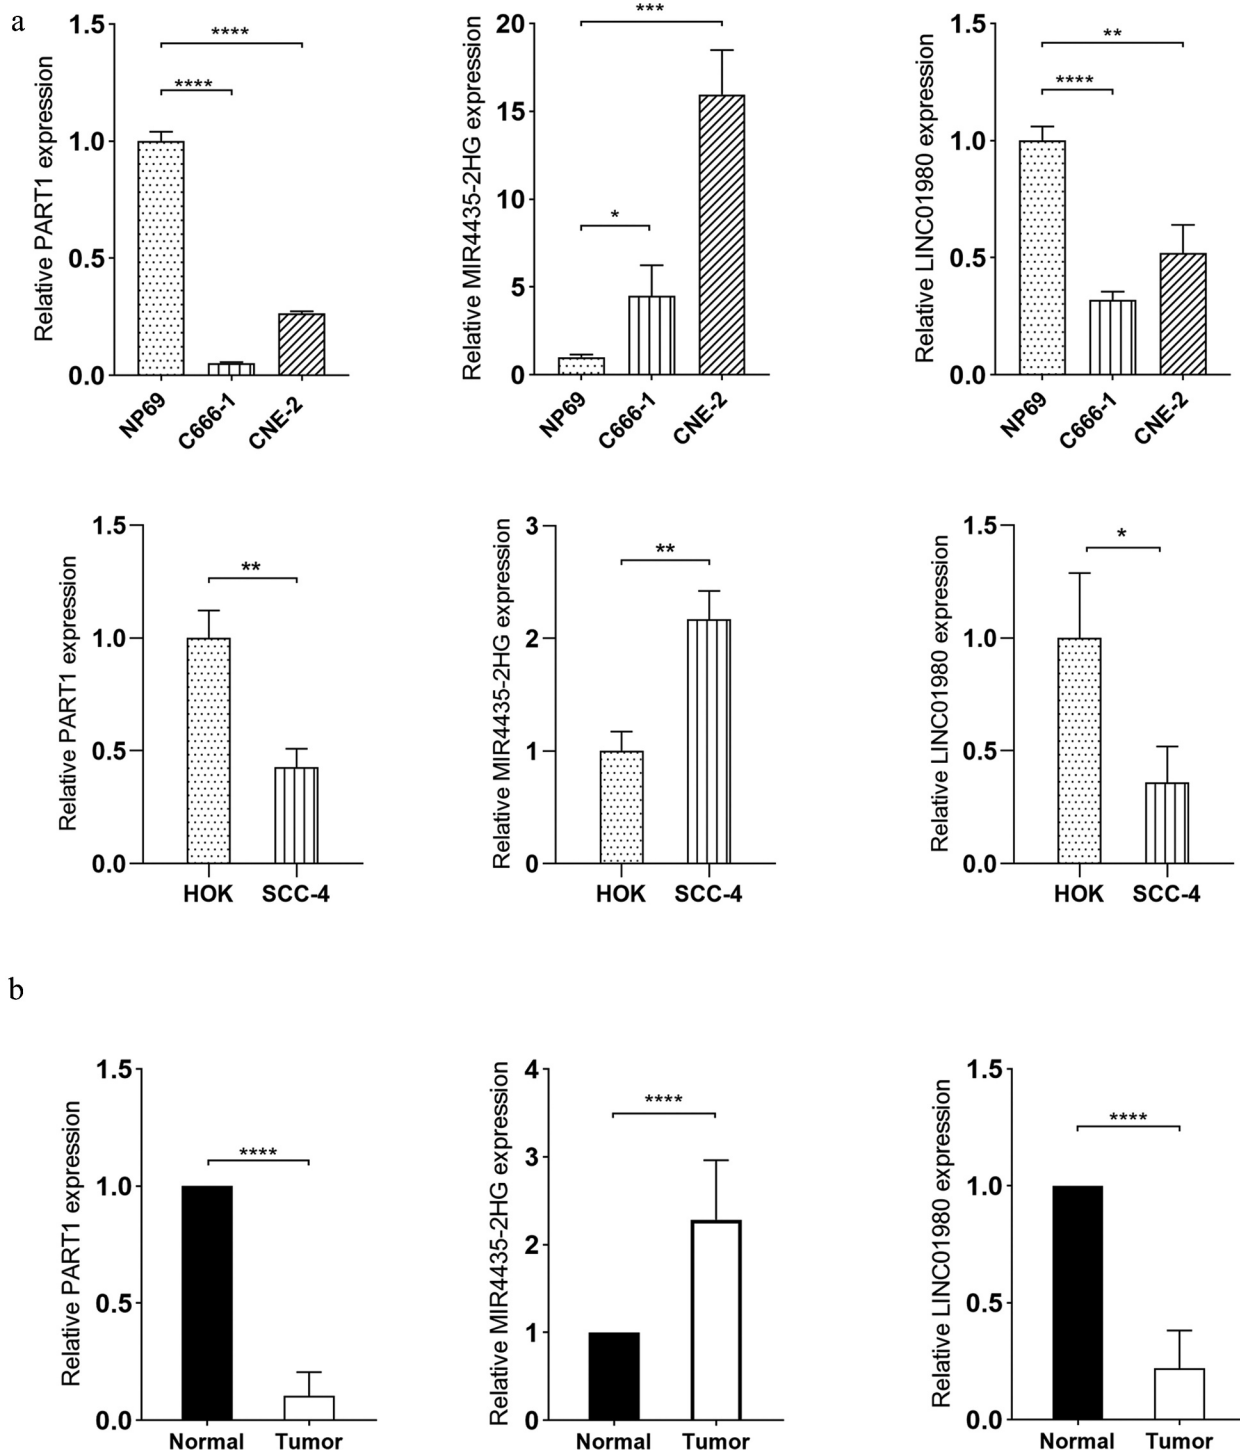 a
Relative PART1 expression
1.5
1.0
0.5
0.0
****
****
NP69
C666-1
CNE-2
Relative MIR4435-2HG expression
20
15
10
5
0
***
*
NP69
C666-1
CNE-2
Relative LINC01980 expression
1.5
1.0
0.5
0.0
**
****
NP69
C666-1
CNE-2
Relative PART1 expression
1.5
1.0
0.5
0.0
**
HOK SCC-4
Relative MIR4435-2HG expression
3
2
1
0
**
HOK SCC-4
Relative LINC01980 expression
1.5
1.0
0.5
0.0
*
HOK SCC-4
b
Relative PART1 expression
1.5
1.0
0.5
0.0
****
Normal Tumor
Relative MIR4435-2HG expression
4
3
2
1
0
****
Normal Tumor
Relative LINC01980 expression
1.5
1.0
0.5
0.0
****
Normal Tumor